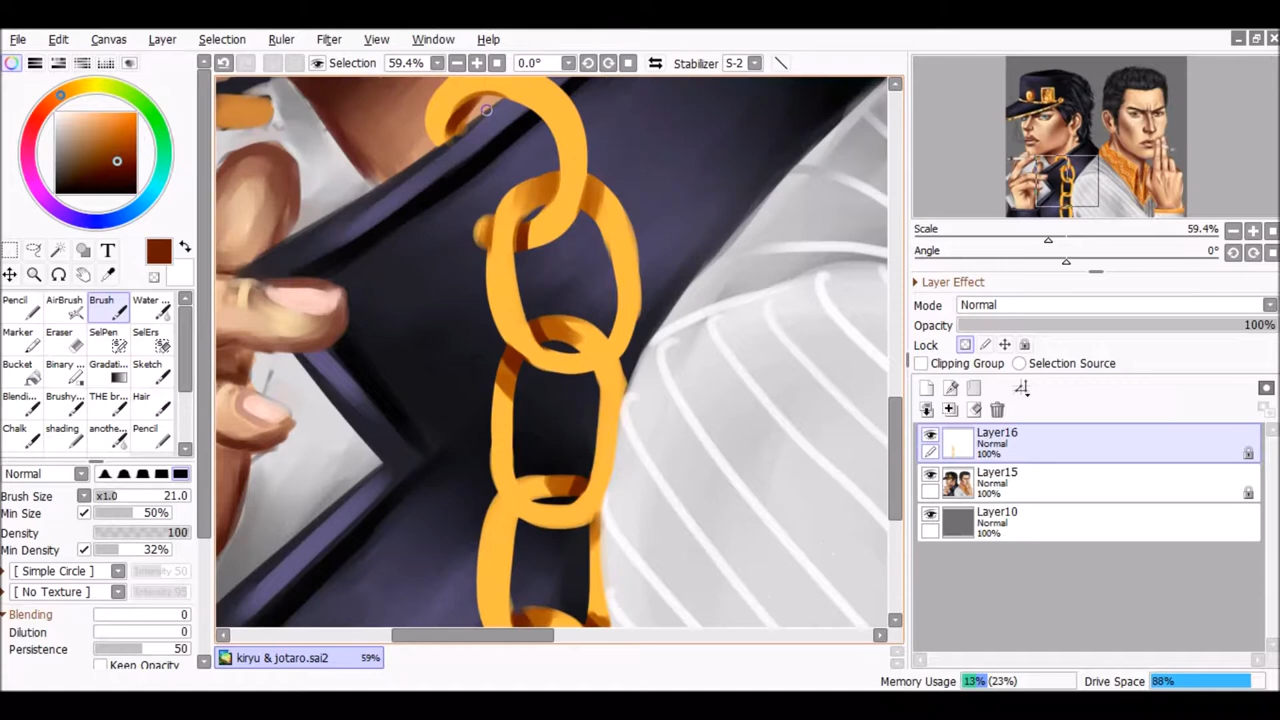 File Edit Canvas Layer Selection Ruler Filter View Window Help
Selection 59.4% 0.0° Stabilizer S-2
Scale 59.4%
Angle 0°
Layer Effect
Mode Normal
Opacity 100%
Lock
Clipping Group Selection Source
Layer16
Normal
100%
Layer15
Normal
100%
Layer10
Normal
100%
T
Pencil AirBrush Brush Water ...
Marker Eraser SelPen SelErs
Bucket Binary ... Gradati... Sketch
Blendi... Brushy... THE br... Hair
Chalk shading anothe... Pencil
Normal
Brush Size x1.0 21.0
Min Size 50%
Density 100
Min Density 32%
[ Simple Circle ] Intensity 50
[ No Texture ] Intensity 95
Blending 0
Dilution 0
Persistence 50
Keep Opacity
kiryu & jotaro.sai2 59%
Memory Usage 13% (23%) Drive Space 88%